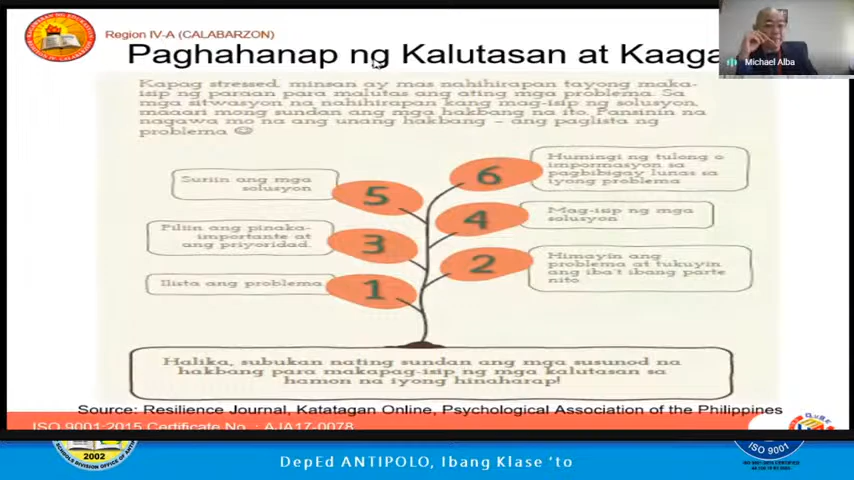 Region IV-A (CALABARZON)
Paghahanap ng Kalutasan at Kaaga
Michael Alba
Kapag stressed, minsan ay mas nahihirapan tayong maka-
isip ng paraan para malutas ang ating mga problema. Sa
mga sitwasyon na nahihirapan kang mag-isip ng solusyon,
maaari mong sundan ang mga hakbang na ito. Pansinin na
nagawa mo na ang unang hakbang – ang paglista ng
problema ☺
6
Humingi ng tulong o
impormasyon sa
pagbibigay lunas sa
iyong problema
Suriin ang mga
solusyon
5
4
Mag-isip ng mga
solusyon
Piliin ang pinaka-
importante at
ang priyoridad.
3
2
Himayin ang
problema at tukuyin
ang iba't ibang parte
nito
Ilista ang problema
1
Halika, subukan nating sundan ang mga susunod na
hakbang para makapag-isip ng mga kalutasan sa
hamon na iyong hinaharap!
Source: Resilience Journal, Katatagan Online, Psychological Association of the Philippines
ISO 9001:2015 Certificate No. : AJA17-0078
2002
DepEd ANTIPOLO, Ibang Klase 'to
ISO 9001